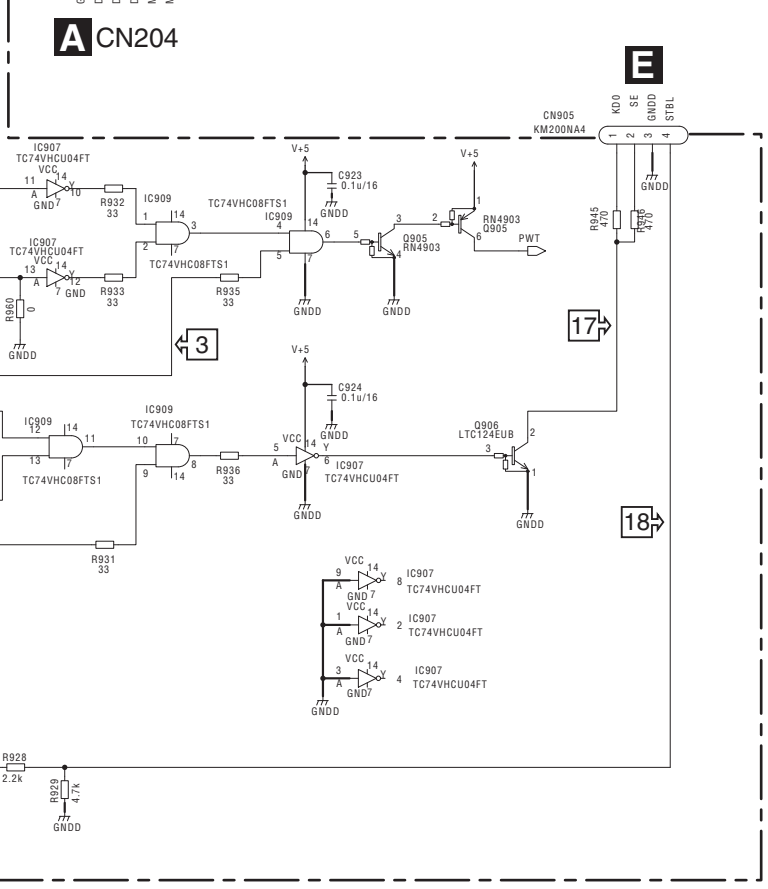 A CN204
E
CN905
KM200NA4
KD0
SE
GNDD
STBL
1
2
3
4
GNDD
R945
470
R946
470
IC907
TC74VHCU04FT
VCC
11
14
A
Y
10
GND
7
R932
33
IC909
1
14
3
2
7
TC74VHC08FTS1
IC907
TC74VHCU04FT
VCC
13
14
A
Y
12
7
GND
R933
33
R960
0
GNDD
R935
33
V+5
C923
0.1u/16
GNDD
TC74VHC08FTS1
IC909
4
14
6
5
7
GNDD
5
3
Q905
RN4903
4
GNDD
V+5
2
1
RN4903
Q905
6
PWT
3
17
18
V+5
C924
0.1u/16
GNDD
IC909
12
14
11
13
7
TC74VHC08FTS1
IC909
TC74VHC08FTS1
10
7
8
9
14
R936
33
VCC
14
5
Y
A
6
GND
7
IC907
TC74VHCU04FT
GNDD
Q906
LTC124EUB
3
2
1
GNDD
R931
33
VCC
9
14
Y
A
8
GND
7
IC907
TC74VHCU04FT
VCC
1
14
Y
A
2
GND
7
IC907
TC74VHCU04FT
VCC
3
14
Y
A
4
GND
7
IC907
TC74VHCU04FT
GNDD
R928
2.2k
R929
4.7k
GNDD